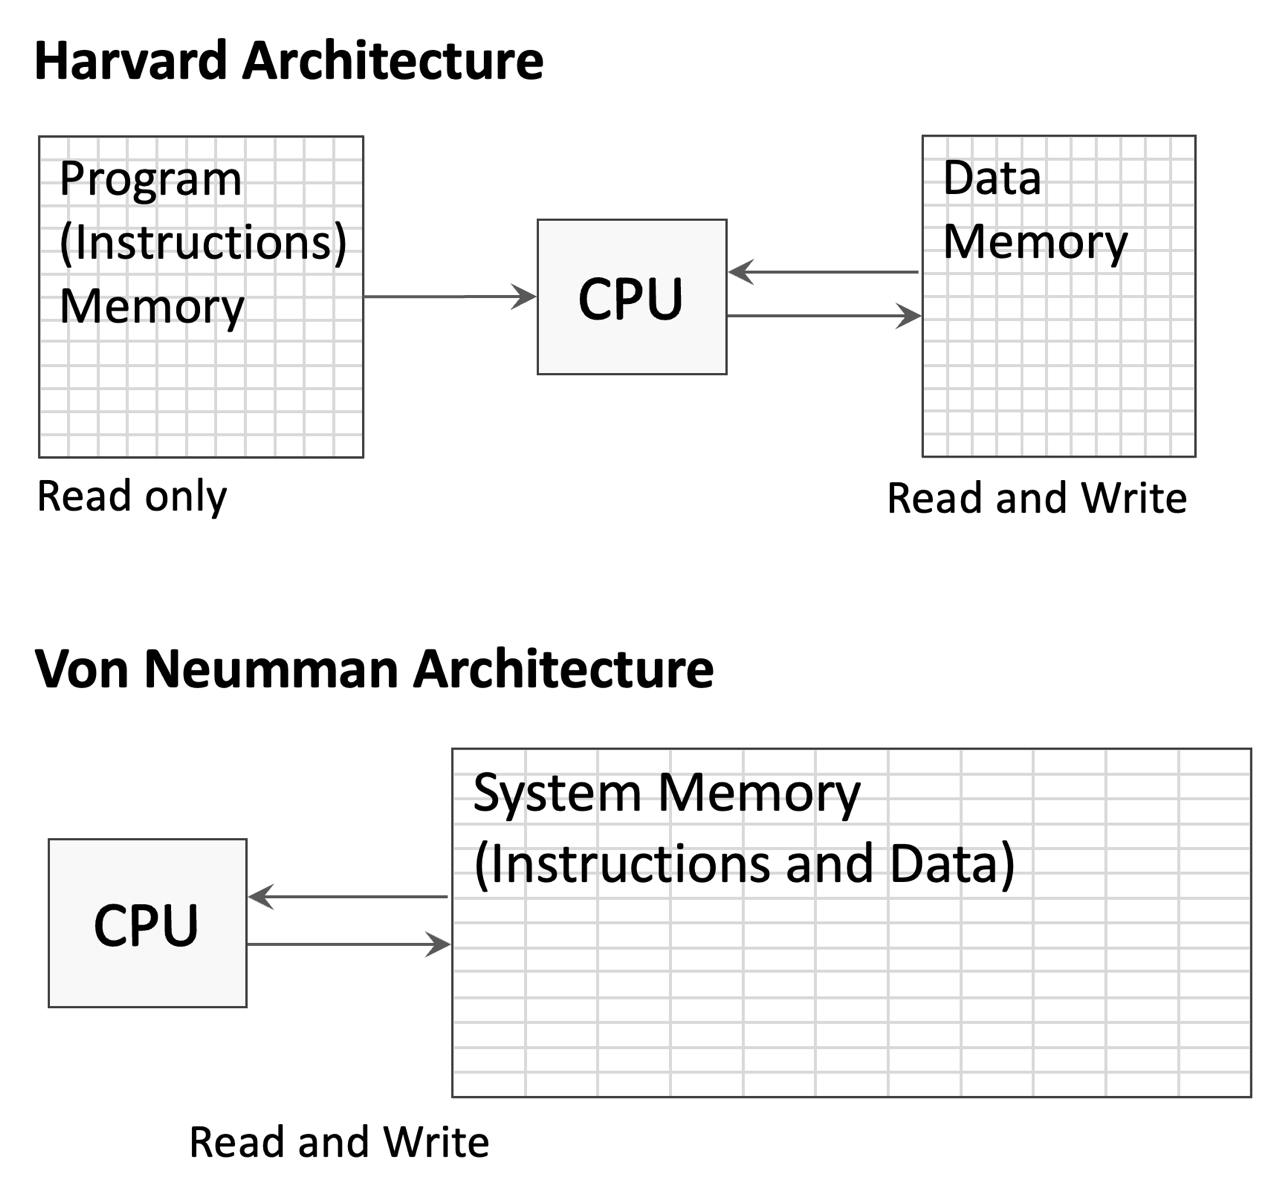 Harvard Architecture
Program
(Instructions)
Memory
CPU
Data
Memory
Read only
Read and Write
Von Neumman Architecture
System Memory
(Instructions and Data)
CPU
Read and Write